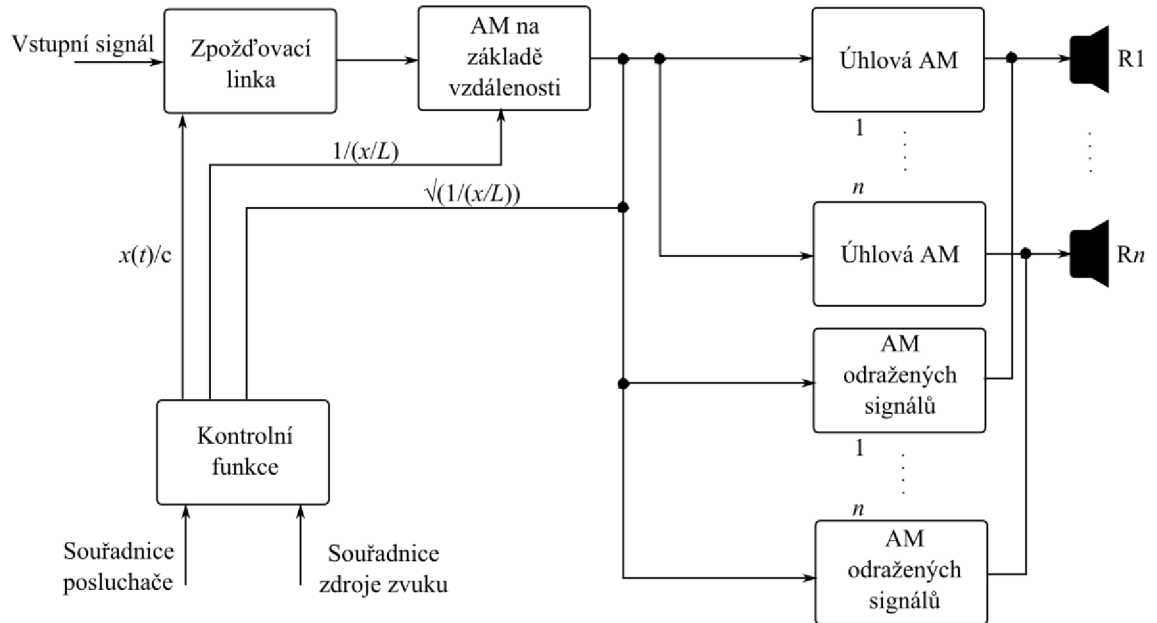 Vstupní signál
Zpožďovací
linka
AM na
základě
vzdálenosti
Úhlová AM
R1
1
1/(x/L)
√(1/(x/L))
n
x(t)/c
Úhlová AM
Rn
AM
odražených
signálů
Kontrolní
funkce
1
n
Souřadnice
posluchače
Souřadnice
zdroje zvuku
AM
odražených
signálů